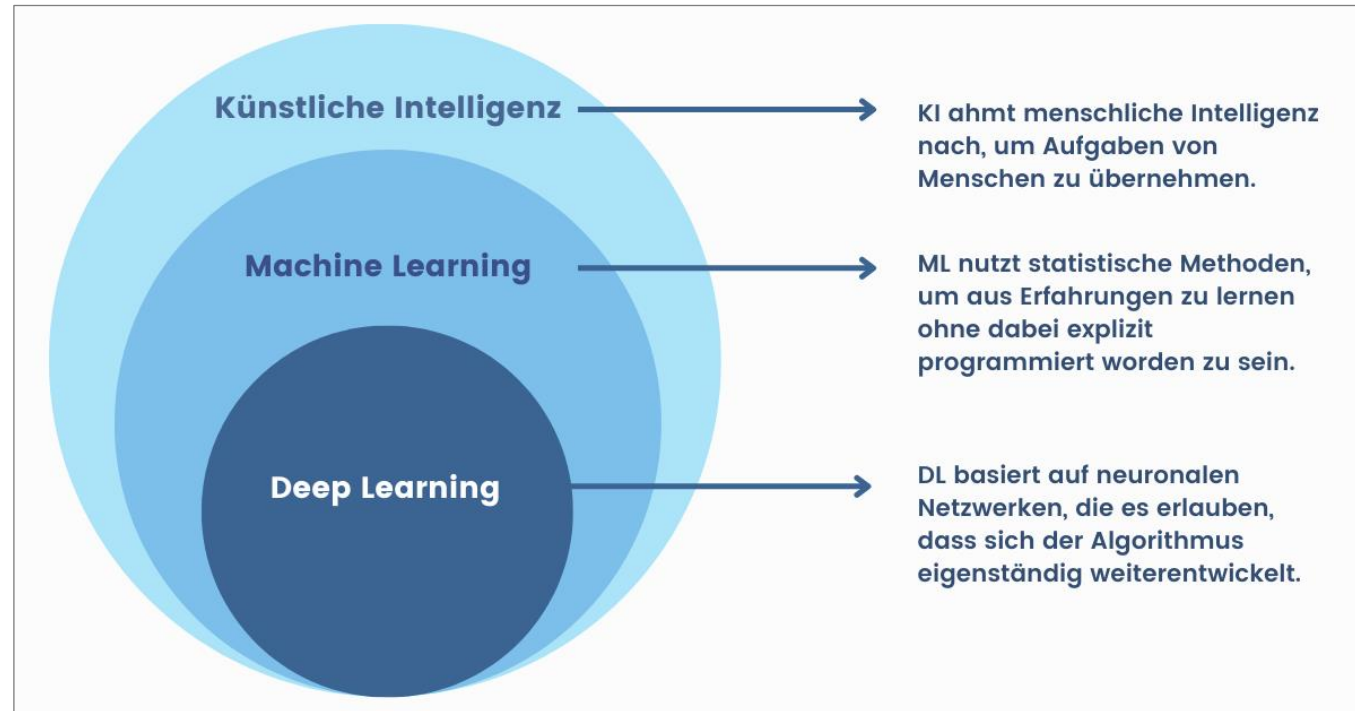 Künstliche Intelligenz
KI ahmt menschliche Intelligenz
nach, um Aufgaben von
Menschen zu übernehmen.
Machine Learning
ML nutzt statistische Methoden,
um aus Erfahrungen zu lernen
ohne dabei explizit
programmiert worden zu sein.
Deep Learning
DL basiert auf neuronalen
Netzwerken, die es erlauben,
dass sich der Algorithmus
eigenständig weiterentwickelt.